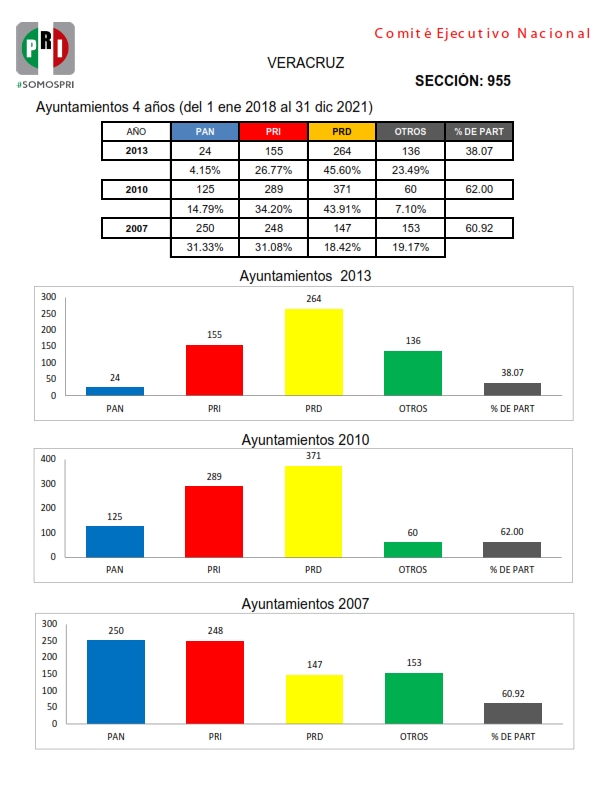 Comité Ejecutivo Nacional
PRI
#SOMOSPRI
VERACRUZ
SECCIÓN: 955
Ayuntamientos 4 años (del 1 ene 2018 al 31 dic 2021)
AÑO PAN PRI PRD OTROS % DE PART
2013 24 155 264 136 38.07
4.15% 26.77% 45.60% 23.49%
2010 125 289 371 60 62.00
14.79% 34.20% 43.91% 7.10%
2007 250 248 147 153 60.92
31.33% 31.08% 18.42% 19.17%
Ayuntamientos 2013
300
250
200
150
100
50
0
24 155 264 136 38.07
PAN PRI PRD OTROS % DE PART
Ayuntamientos 2010
400
300
200
100
0
125 289 371 60 62.00
PAN PRI PRD OTROS % DE PART
Ayuntamientos 2007
300
250
200
150
100
50
0
250 248 147 153 60.92
PAN PRI PRD OTROS % DE PART